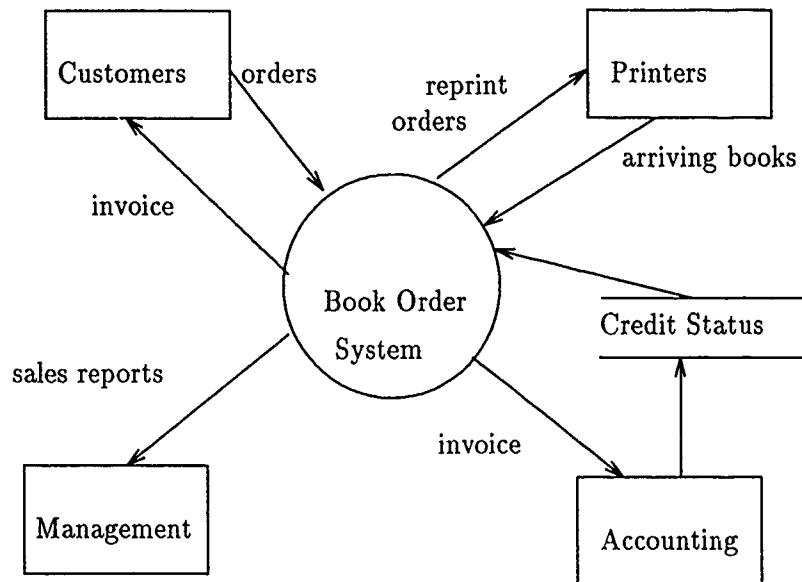 Customers
orders
Printers
reprint
orders
arriving books
invoice
Book Order
System
Credit Status
sales reports
invoice
Management
Accounting